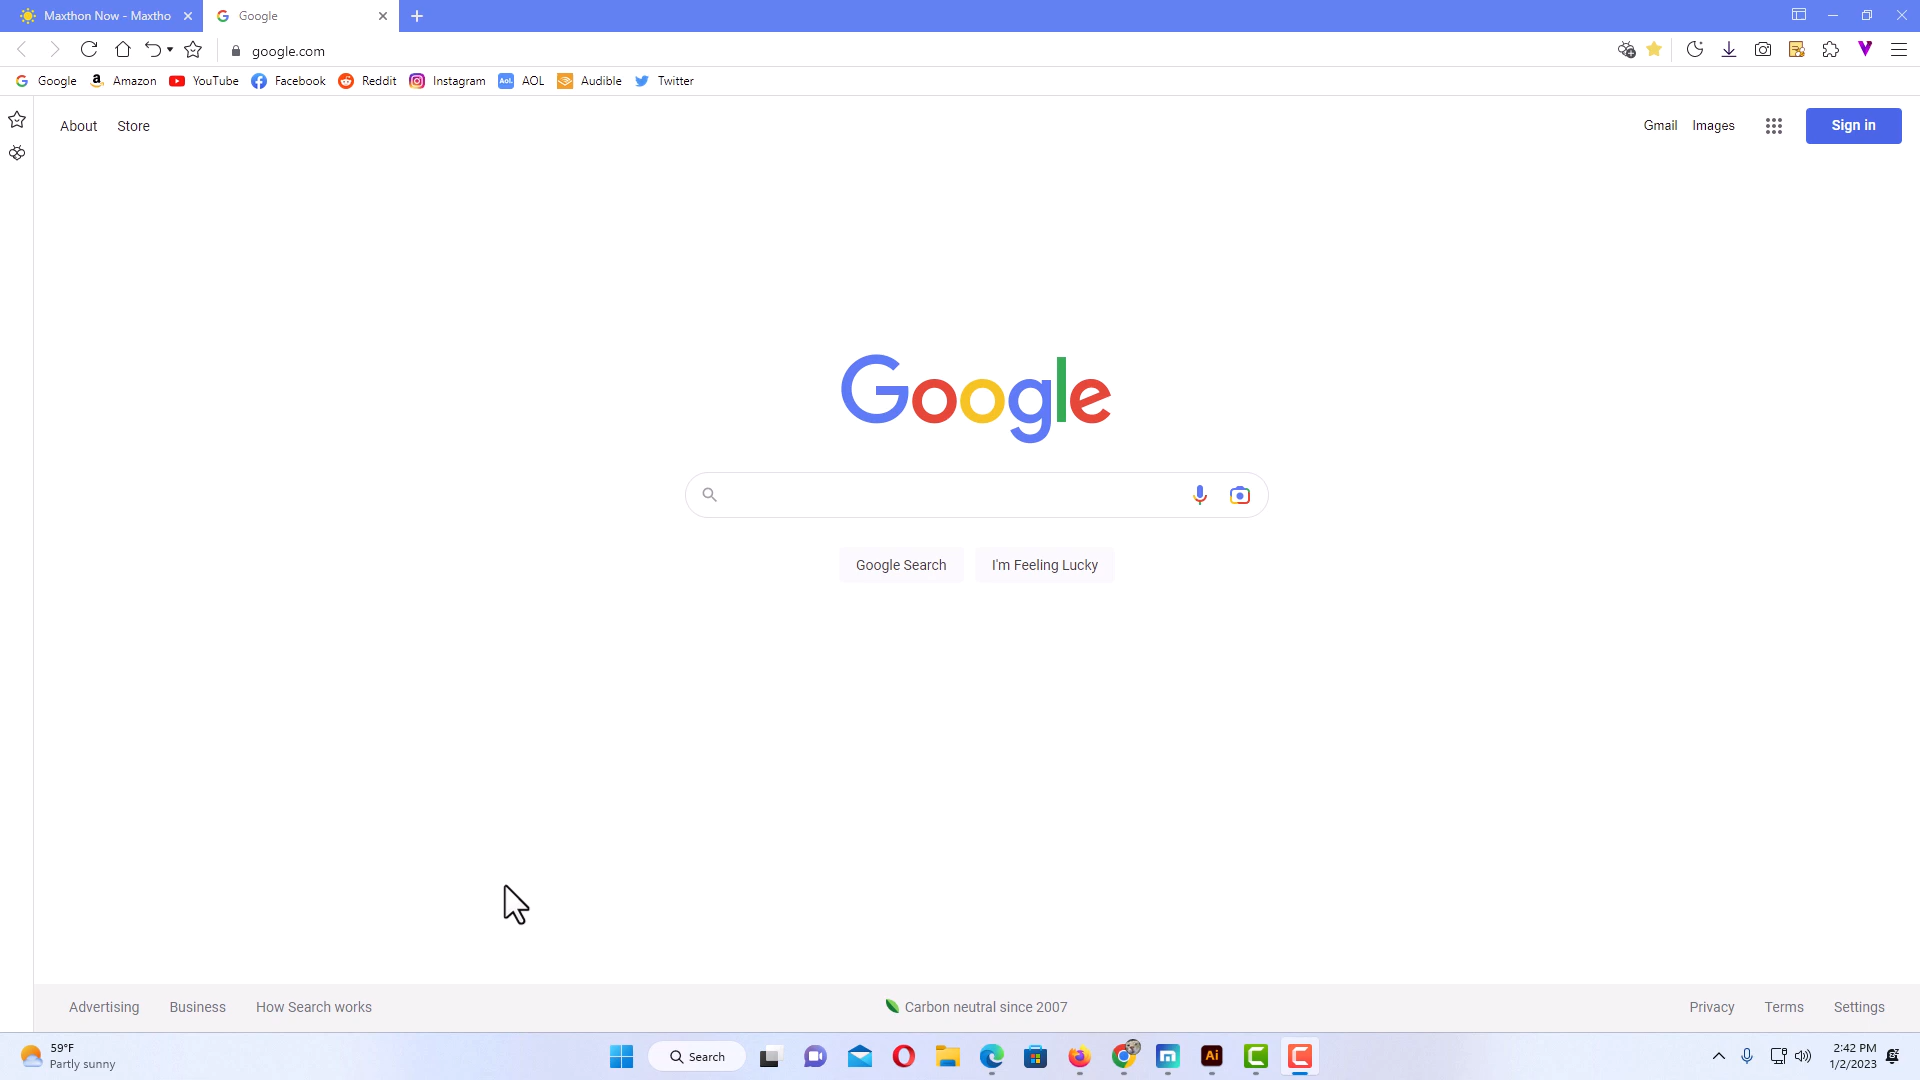 Maxthon Now - Maxtho
Google
google.com
Google
Amazon
YouTube
Facebook
Reddit
Instagram
Aol.
AOL
Audible
Twitter
About
Store
Gmail
Images
Sign in
Google
Google Search
I'm Feeling Lucky
Advertising
Business
How Search works
Carbon neutral since 2007
Privacy
Terms
Settings
59°F
Partly sunny
Search
Ai
2:42 PM
1/2/2023